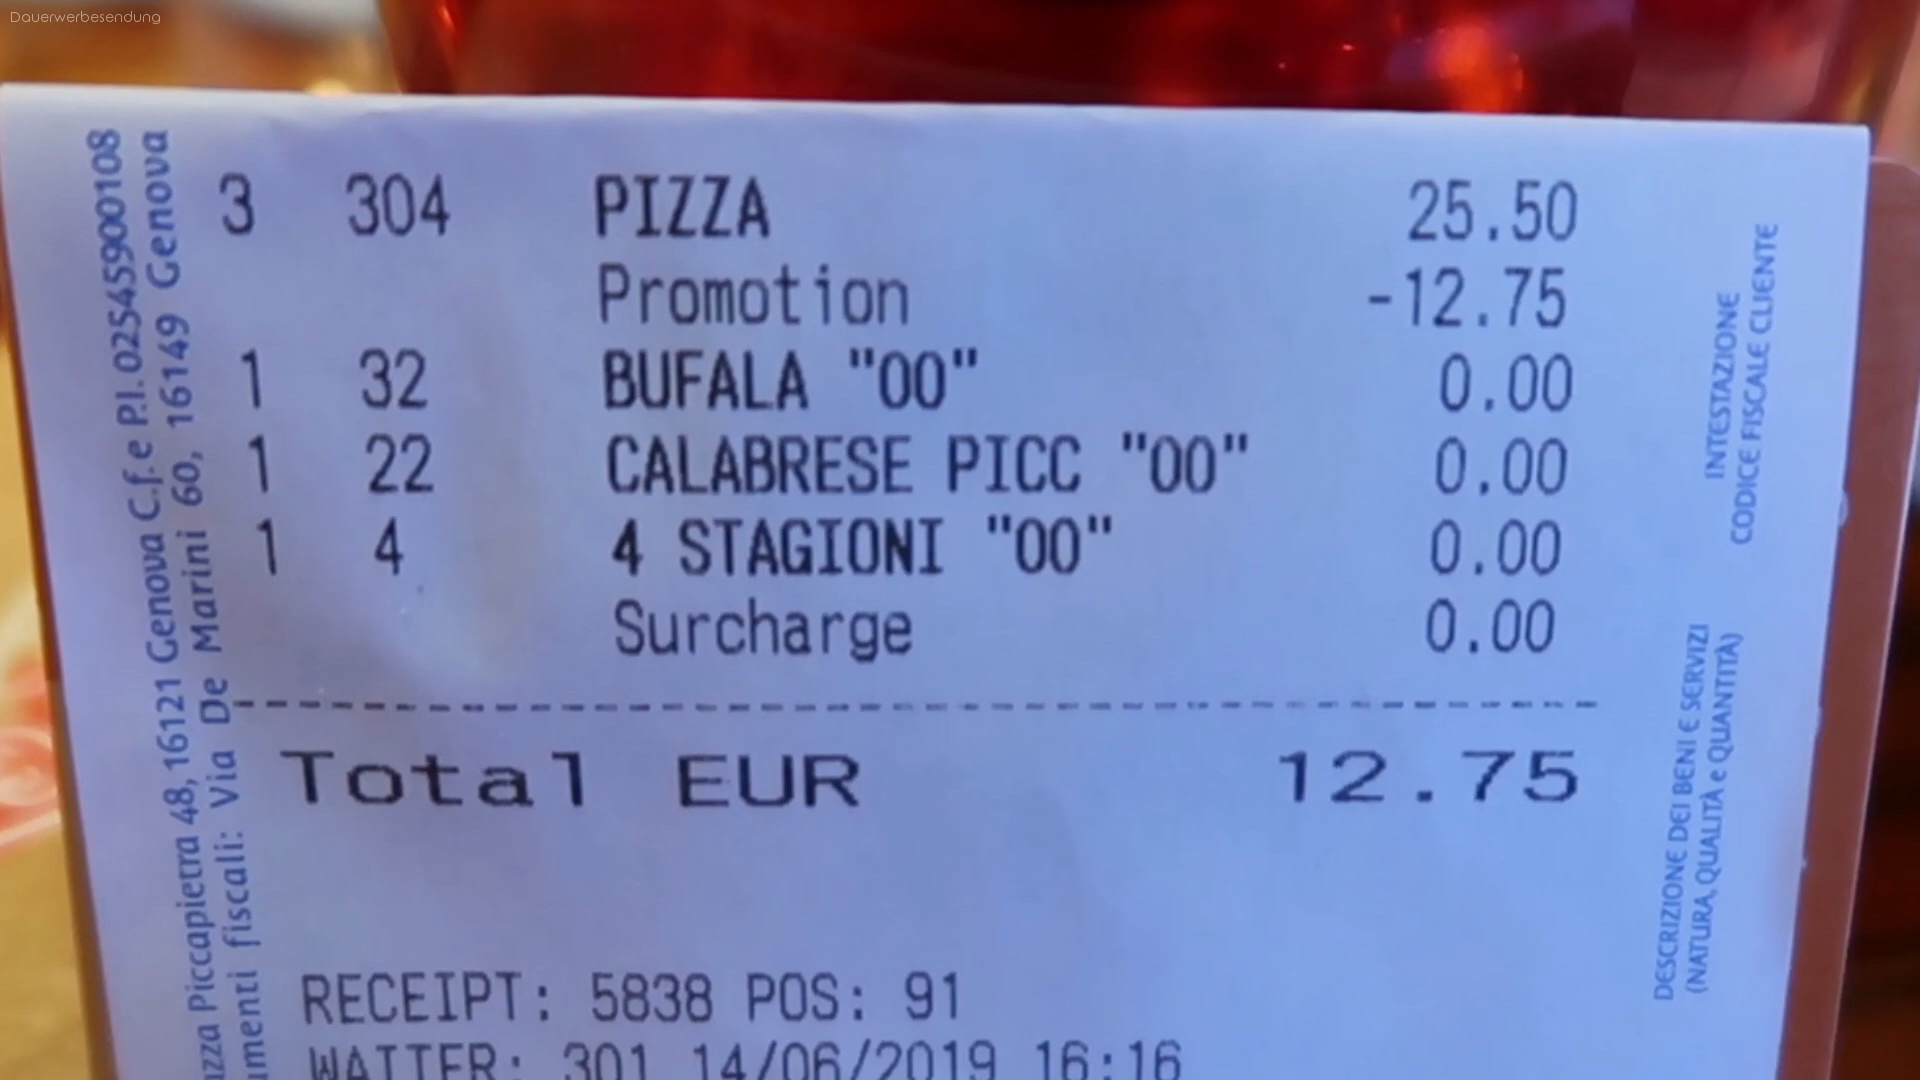 Dauerwerbesendung
3 304 PIZZA 25.50
Promotion -12.75
1 32 BUFALA "00" 0.00
1 22 CALABRESE PICC "00" 0.00
1 4 4 STAGIONI "00" 0.00
Surcharge 0.00
Total EUR 12.75
RECEIPT: 5838 POS: 91
WAITER: 301 14/06/2019 16:16
Piccapietra 48, 16121 Genova C.f. e P.I. 02545900108
fiscali: Via De Marini 60, 16149 Genova
INTESTAZIONE
CODICE FISCALE CLIENTE
DESCRIZIONE DEI BENI E SERVIZI
(NATURA, QUALITÀ e QUANTITÀ)